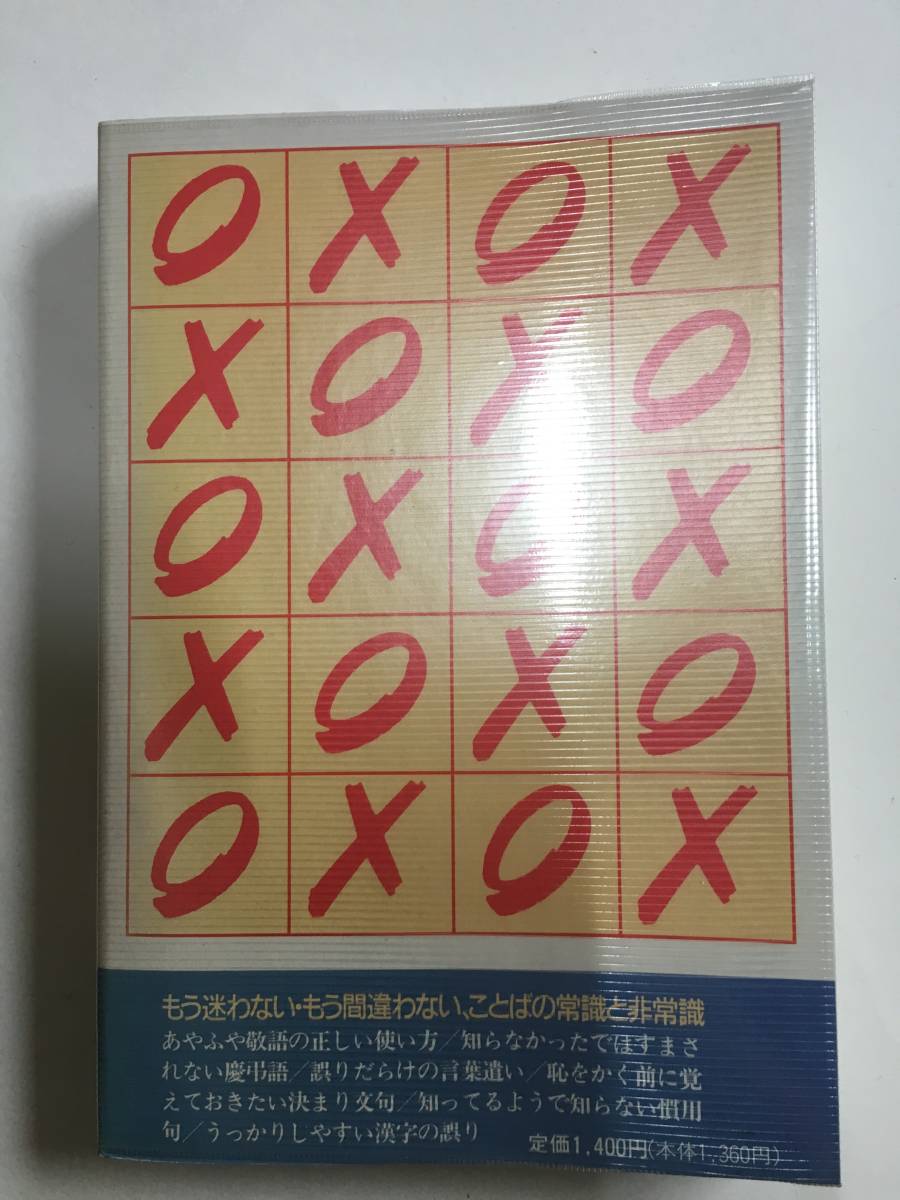 O X O X
X O X O
O X O X
X O X O
O X O X
もう迷わない・もう間違わない、ことばの常識と非常識
あやふや敬語の正しい使い方/知らなかったではすまさ
れない慶弔語/誤りだらけの言葉遣い/恥をかく前に覚
えておきたい決まり文句/知ってるようで知らない慣用
句/うっかりしやすい漢字の誤り
定価1,400円(本体1,360円)